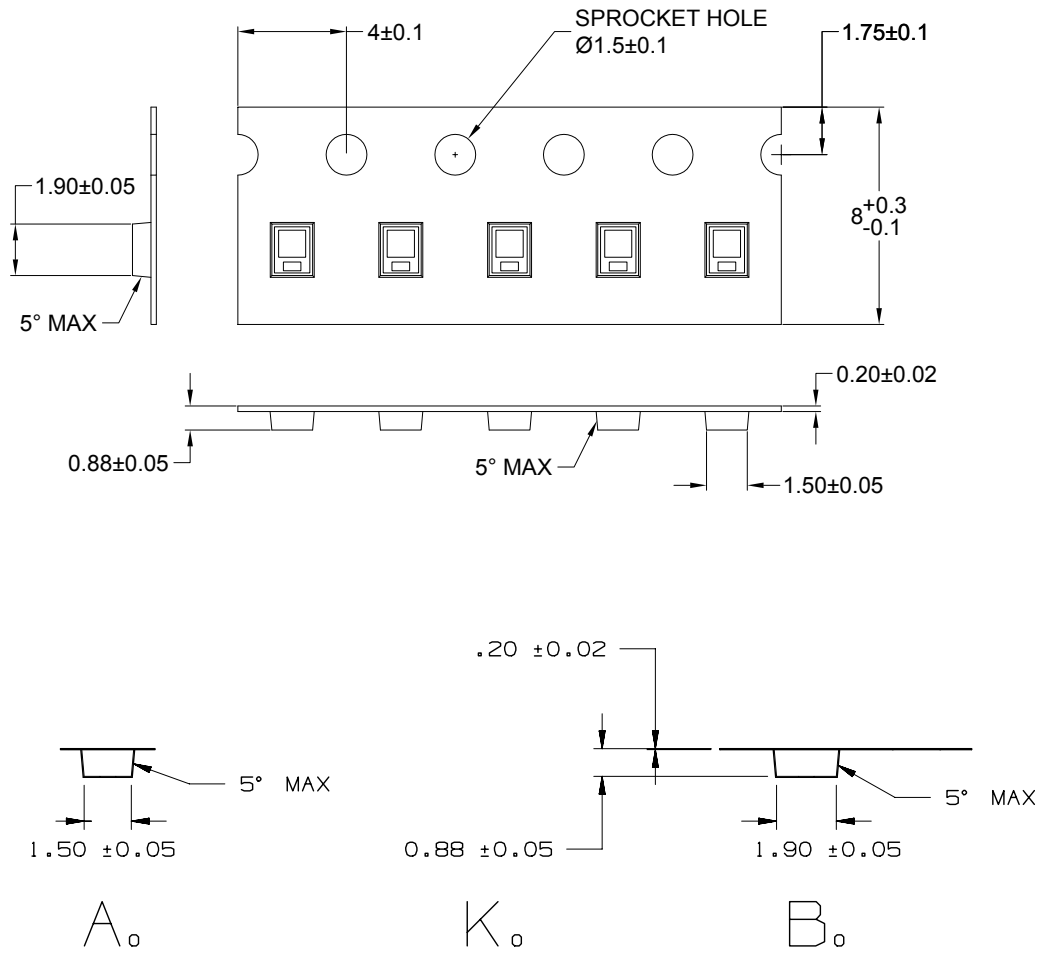 4±0.1
SPROCKET HOLE
Ø1.5±0.1
1.75±0.1
1.90±0.05
8+0.3
-0.1
5° MAX
0.20±0.02
0.88±0.05
5° MAX
1.50±0.05
.20 ±0.02
5° MAX
5° MAX
1.50 ±0.05
0.88 ±0.05
1.90 ±0.05
Ao
Ko
Bo